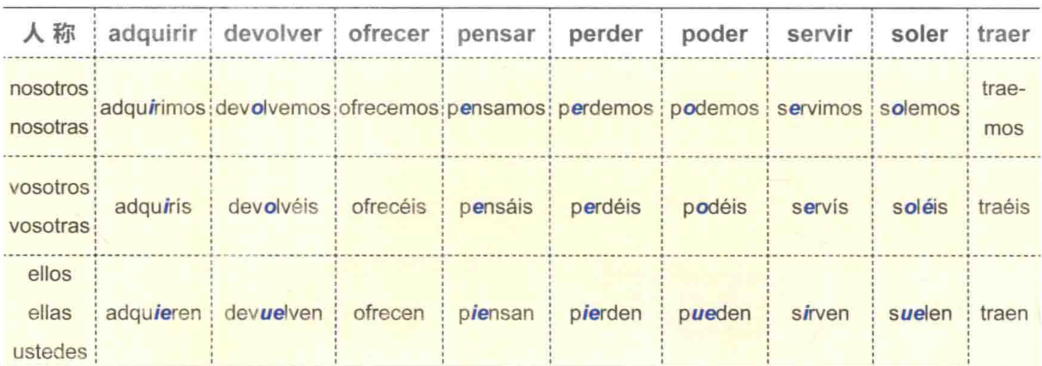 人称 adquirir devolver ofrecer pensar perder poder servir soler traer
nosotros
nosotras
adquirimos devolvemos ofrecemos pensamos perdemos podemos servimos solemos
trae-
mos
vosotros
vosotras
adquirís devolvéis ofrecéis pensáis perdéis podéis servís soléis traéis
ellos
ellas
ustedes
adquieren devuelven ofrecen piensan pierden pueden sirven suelen traen